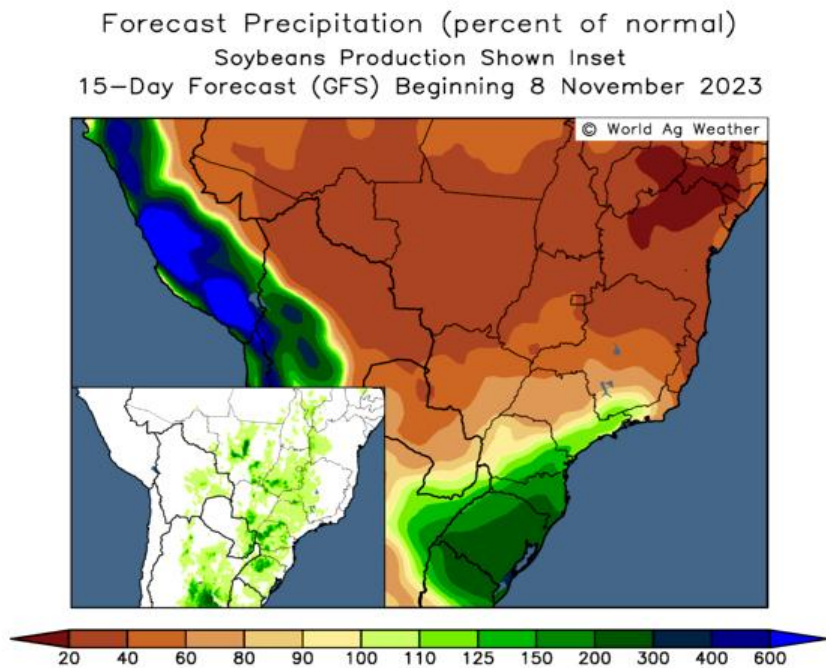 Forecast Precipitation (percent of normal)
Soybeans Production Shown Inset
15-Day Forecast (GFS) Beginning 8 November 2023
© World Ag Weather
20 40 60 80 90 100 110 125 150 200 300 400 600